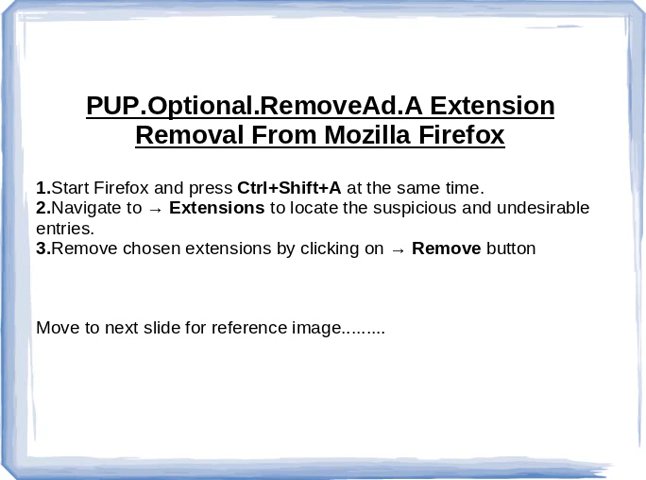 PUP.Optional.RemoveAd.A Extension
Removal From Mozilla Firefox
1.Start Firefox and press Ctrl+Shift+A at the same time.
2.Navigate to → Extensions to locate the suspicious and undesirable
entries.
3.Remove chosen extensions by clicking on → Remove button
Move to next slide for reference image.........